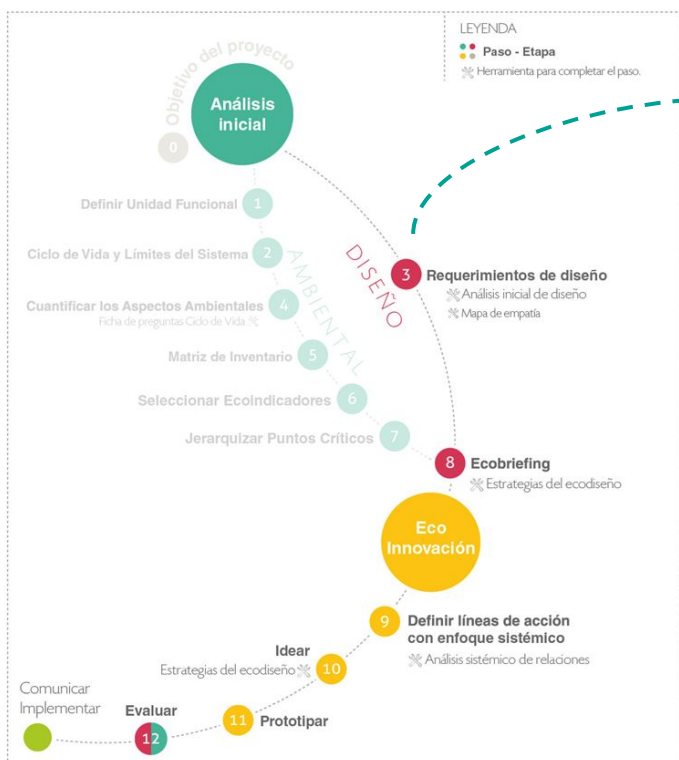 LEYENDA
Paso - Etapa
Herramienta para completar el paso.
Objetivo del proyecto
0
Análisis
inicial
Definir Unidad Funcional 1
Ciclo de Vida y Límites del Sistema 2
DISEÑO
AMBIENTAL
3 Requerimientos de diseño
Análisis inicial de diseño
Mapa de empatía
Cuantificar los Aspectos Ambientales 4
Ficha de preguntas Ciclo de Vida
Matriz de Inventario 5
Seleccionar Ecoindicadores 6
Jerarquizar Puntos Críticos 7
8 Ecobriefing
Estrategias del ecodiseño
Eco
Innovación
9 Definir líneas de acción
con enfoque sistémico
Análisis sistémico de relaciones
Idear 10
Estrategias del ecodiseño
11 Prototipar
Evaluar
12
Comunicar
Implementar